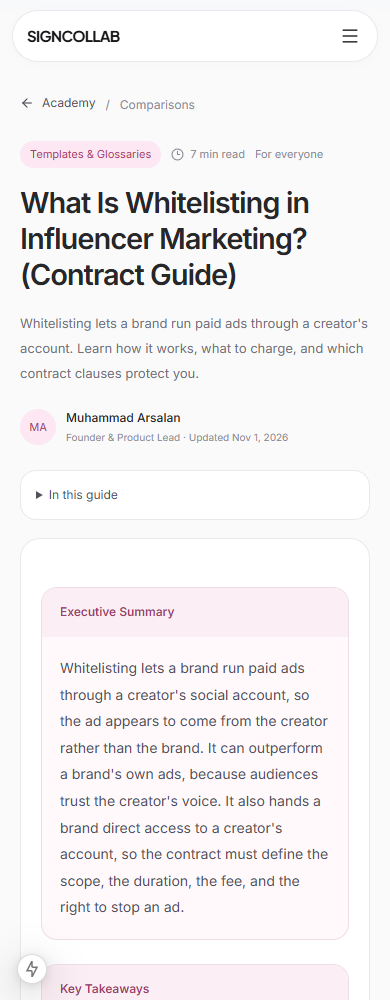 SIGNCOLLAB
Academy / Comparisons
Templates & Glossaries 7 min read For everyone
What Is Whitelisting in
Influencer Marketing?
(Contract Guide)
Whitelisting lets a brand run paid ads through a creator's
account. Learn how it works, what to charge, and which
contract clauses protect you.
MA
Muhammad Arsalan
Founder & Product Lead · Updated Nov 1, 2026
In this guide
Executive Summary
Whitelisting lets a brand run paid ads
through a creator's social account, so
the ad appears to come from the creator
rather than the brand. It can outperform
a brand's own ads, because audiences
trust the creator's voice. It also hands a
brand direct access to a creator's
account, so the contract must define the
scope, the duration, the fee, and the
right to stop an ad.
Key Takeaways